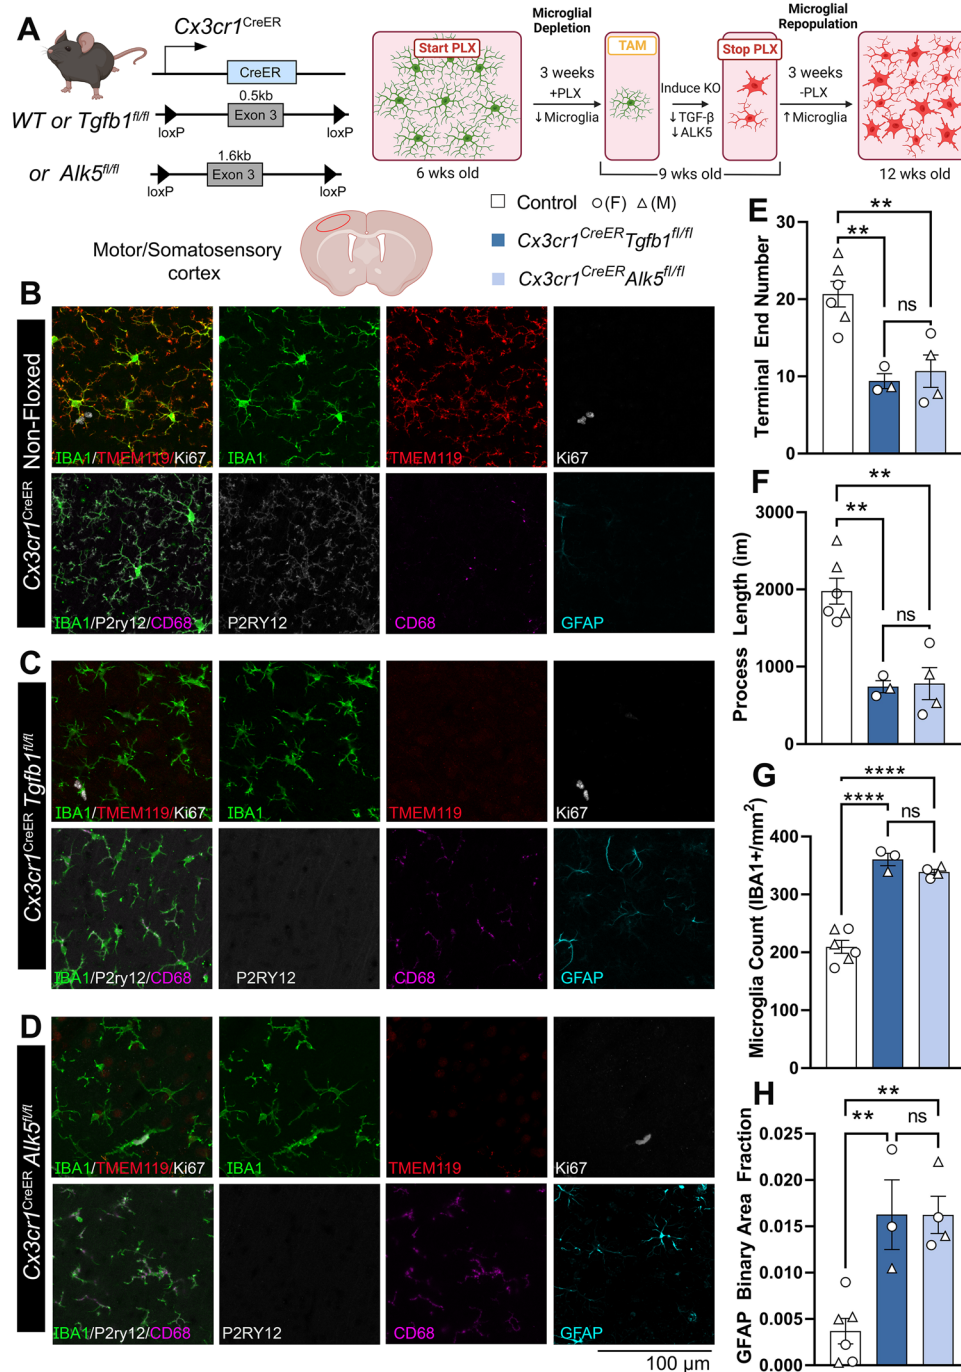 A
Cx3cr1CreER
CreER
0.5kb
Exon 3
loxP
loxP
WT or Tgfb1fl/fl
1.6kb
Exon 3
loxP
loxP
or Alk5fl/fl
Start PLX
6 wks old
Microglial
Depletion
3 weeks
+PLX
↓Microglia
TAM
Induce KO
↓TGF-β
↓ALK5
Stop PLX
9 wks old
Microglial
Repopulation
3 weeks
-PLX
↑Microglia
12 wks old
Motor/Somatosensory
cortex
Control (F) (M)
Cx3cr1CreERTgfb1fl/fl
Cx3cr1CreERAlk5fl/fl
B
Cx3cr1CreER Non-Floxed
IBA1/TMEM119/Ki67
IBA1
TMEM119
Ki67
IBA1/P2ry12/CD68
P2RY12
CD68
GFAP
C
Cx3cr1CreER Tgfb1fl/fl
IBA1/TMEM119/Ki67
IBA1
TMEM119
Ki67
IBA1/P2ry12/CD68
P2RY12
CD68
GFAP
D
Cx3cr1CreER Alk5fl/fl
IBA1/TMEM119/Ki67
IBA1
TMEM119
Ki67
IBA1/P2ry12/CD68
P2RY12
CD68
GFAP
100 µm
E
Terminal End Number
30
20
10
0
**
**
ns
F
Process Length (im)
3000
2000
1000
0
**
**
ns
G
Microglia Count (IBA1+/mm2)
400
300
200
100
0
****
****
ns
H
GFAP Binary Area Fraction
0.025
0.020
0.015
0.010
0.005
0.000
**
**
ns